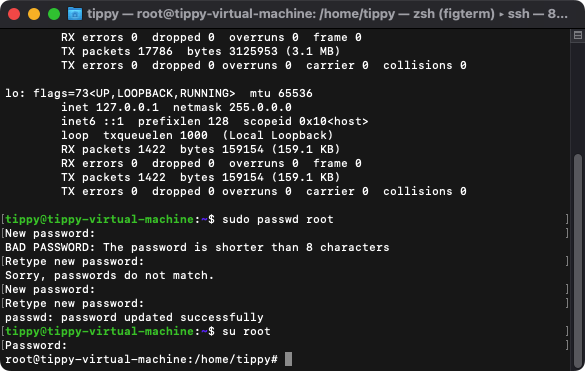 tippy — root@tippy-virtual-machine: /home/tippy — zsh (figterm) ▸ ssh — 8...
RX errors 0  dropped 0  overruns 0  frame 0
TX packets 17786  bytes 3125953 (3.1 MB)
TX errors 0  dropped 0 overruns 0  carrier 0  collisions 0
lo: flags=73<UP,LOOPBACK,RUNNING>  mtu 65536
inet 127.0.0.1  netmask 255.0.0.0
inet6 ::1  prefixlen 128  scopeid 0x10<host>
loop  txqueuelen 1000  (Local Loopback)
RX packets 1422  bytes 159154 (159.1 KB)
RX errors 0  dropped 0  overruns 0  frame 0
TX packets 1422  bytes 159154 (159.1 KB)
TX errors 0  dropped 0 overruns 0  carrier 0  collisions 0
[tippy@tippy-virtual-machine:~$ sudo passwd root ]
[New password: ]
BAD PASSWORD: The password is shorter than 8 characters
[Retype new password: ]
Sorry, passwords do not match.
[New password: ]
[Retype new password: ]
passwd: password updated successfully
[tippy@tippy-virtual-machine:~$ su root ]
[Password: ]
root@tippy-virtual-machine:/home/tippy#